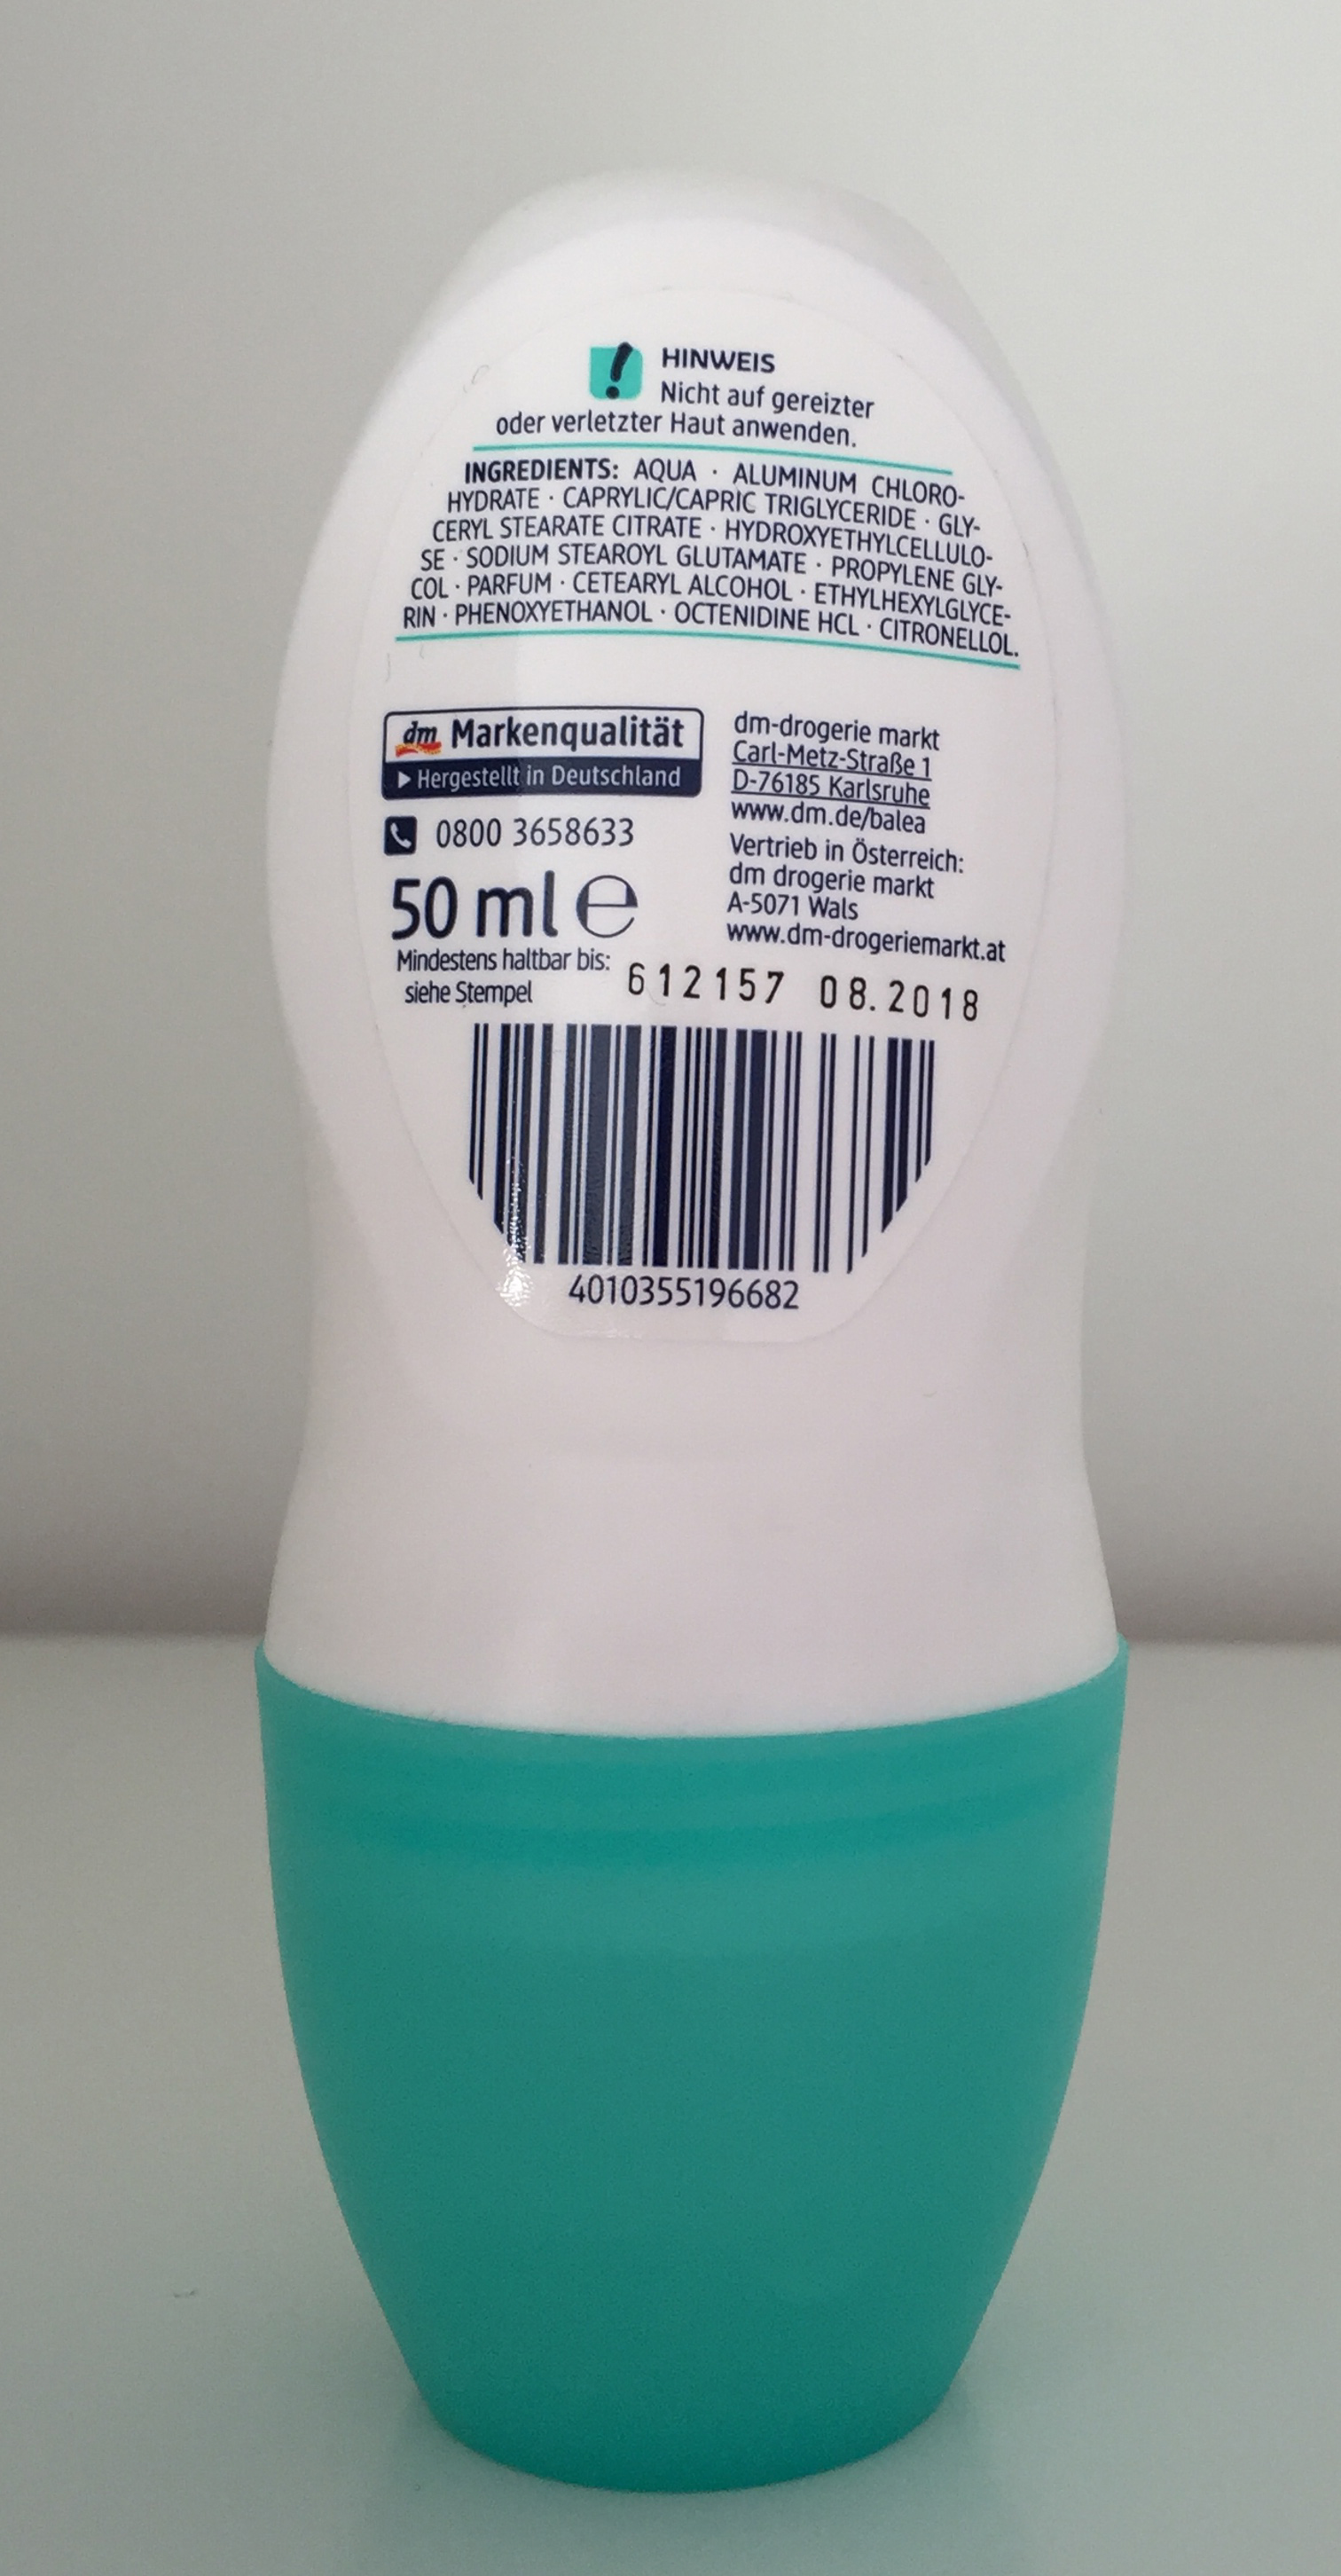 HINWEIS
Nicht auf gereizter
oder verletzter Haut anwenden.
INGREDIENTS: AQUA · ALUMINUM CHLORO-
HYDRATE · CAPRYLIC/CAPRIC TRIGLYCERIDE · GLY-
CERYL STEARATE CITRATE · HYDROXYETHYLCELLULO-
SE · SODIUM STEAROYL GLUTAMATE · PROPYLENE GLY-
COL · PARFUM · CETEARYL ALCOHOL · ETHYLHEXYLGLYCE-
RIN · PHENOXYETHANOL · OCTENIDINE HCL · CITRONELLOL.
dm Markenqualität
Hergestellt in Deutschland
0800 3658633
50 ml ℮
Mindestens haltbar bis:
siehe Stempel
dm-drogerie markt
Carl-Metz-Straße 1
D-76185 Karlsruhe
www.dm.de/balea
Vertrieb in Österreich:
dm drogerie markt
A-5071 Wals
www.dm-drogeriemarkt.at
612157 08.2018
4010355196682